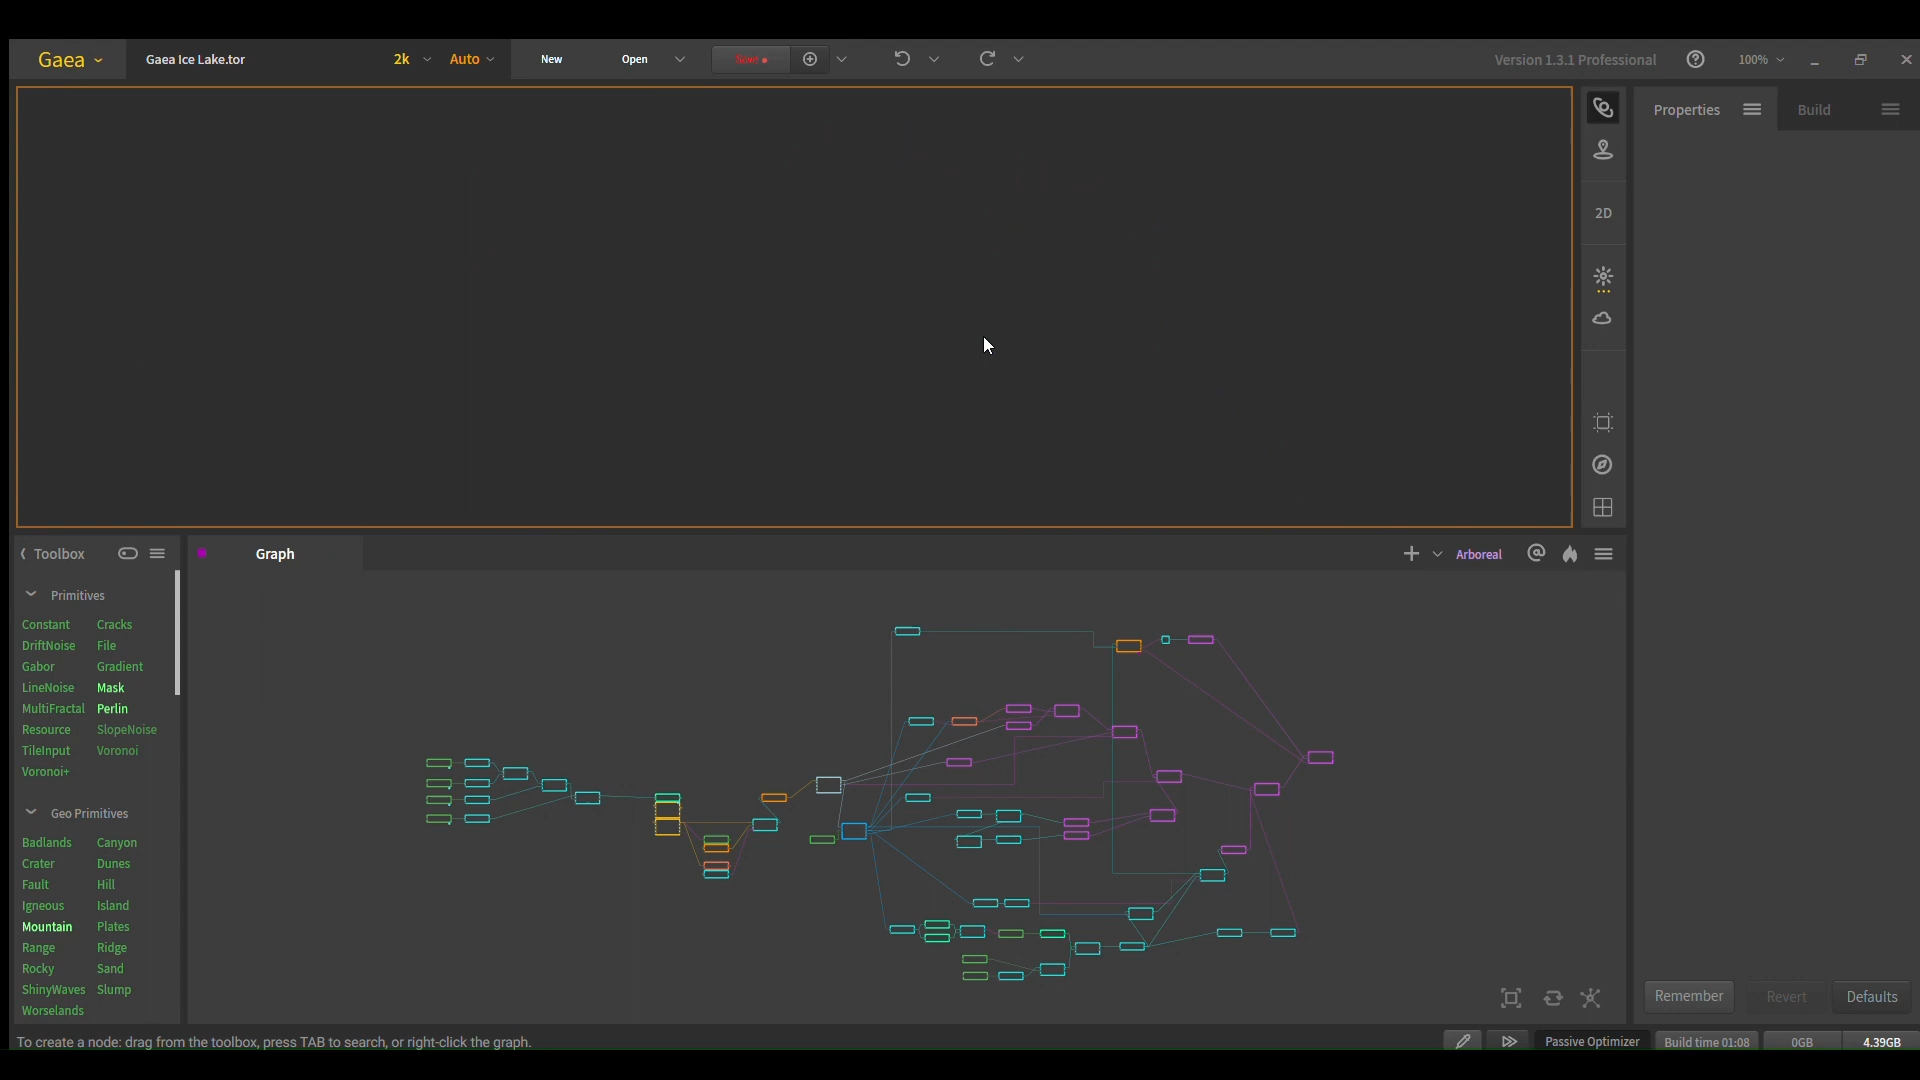 Gaea
Gaea Ice Lake.tor
2k
Auto
New
Open
Save
Version 1.3.1 Professional
100%
Properties
Build
2D
Toolbox
Graph
Arboreal
Primitives
Constant Cracks
DriftNoise File
Gabor Gradient
LineNoise Mask
MultiFractal Perlin
Resource SlopeNoise
TileInput Voronoi
Voronoi+
Geo Primitives
Badlands Canyon
Crater Dunes
Fault Hill
Igneous Island
Mountain Plates
Range Ridge
Rocky Sand
ShinyWaves Slump
Worselands
Remember
Revert
Defaults
To create a node: drag from the toolbox, press TAB to search, or right-click the graph.
Passive Optimizer
Build time 01:08
0GB
4.39GB